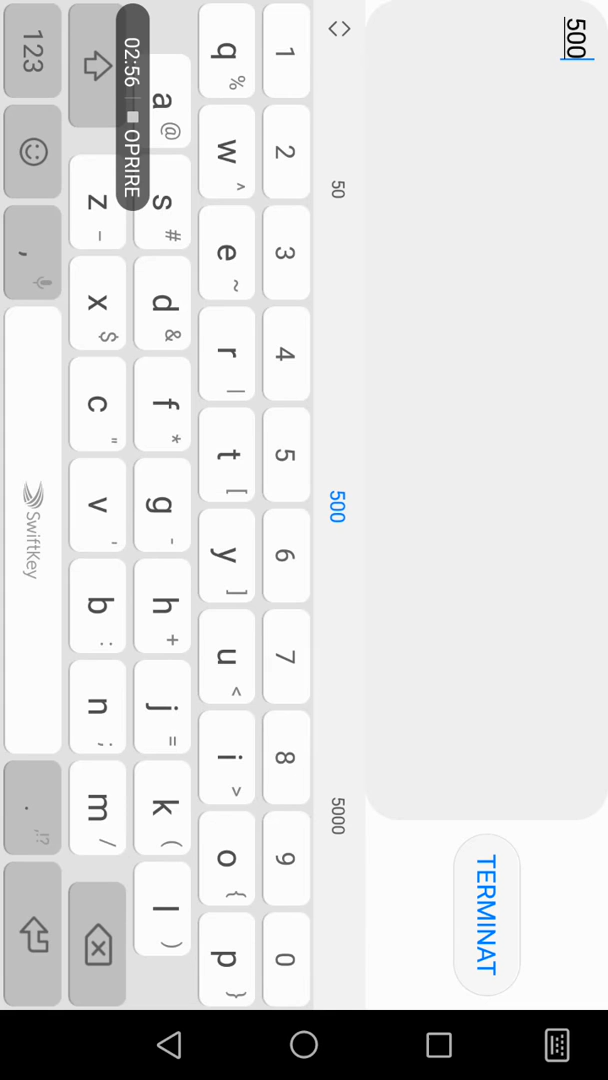 500
TERMINAT
50 500 5000
1 2 3 4 5 6 7 8 9 0
q % w ^ e ~ r | t [ y ] u < i > o { p }
a @ s # d & f * g - h + j = k ( l )
02:56 OPRIRE
z _ x $ c " v ' b : n ; m /
123 , SwiftKey . ,!?